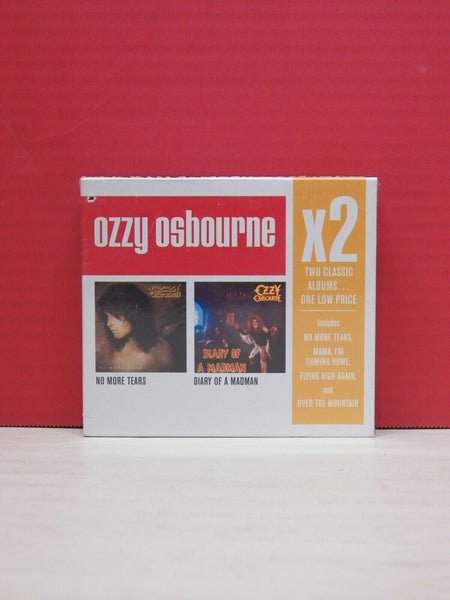 ozzy osbourne
x2
TWO CLASSIC
ALBUMS...
ONE LOW PRICE
Includes
NO MORE TEARS,
MAMA, I'M
COMING HOME,
FLYING HIGH AGAIN,
and
OVER THE MOUNTAIN
OZZY
OSBOURNE
DIARY OF
A MADMAN
NO MORE TEARS
DIARY OF A MADMAN